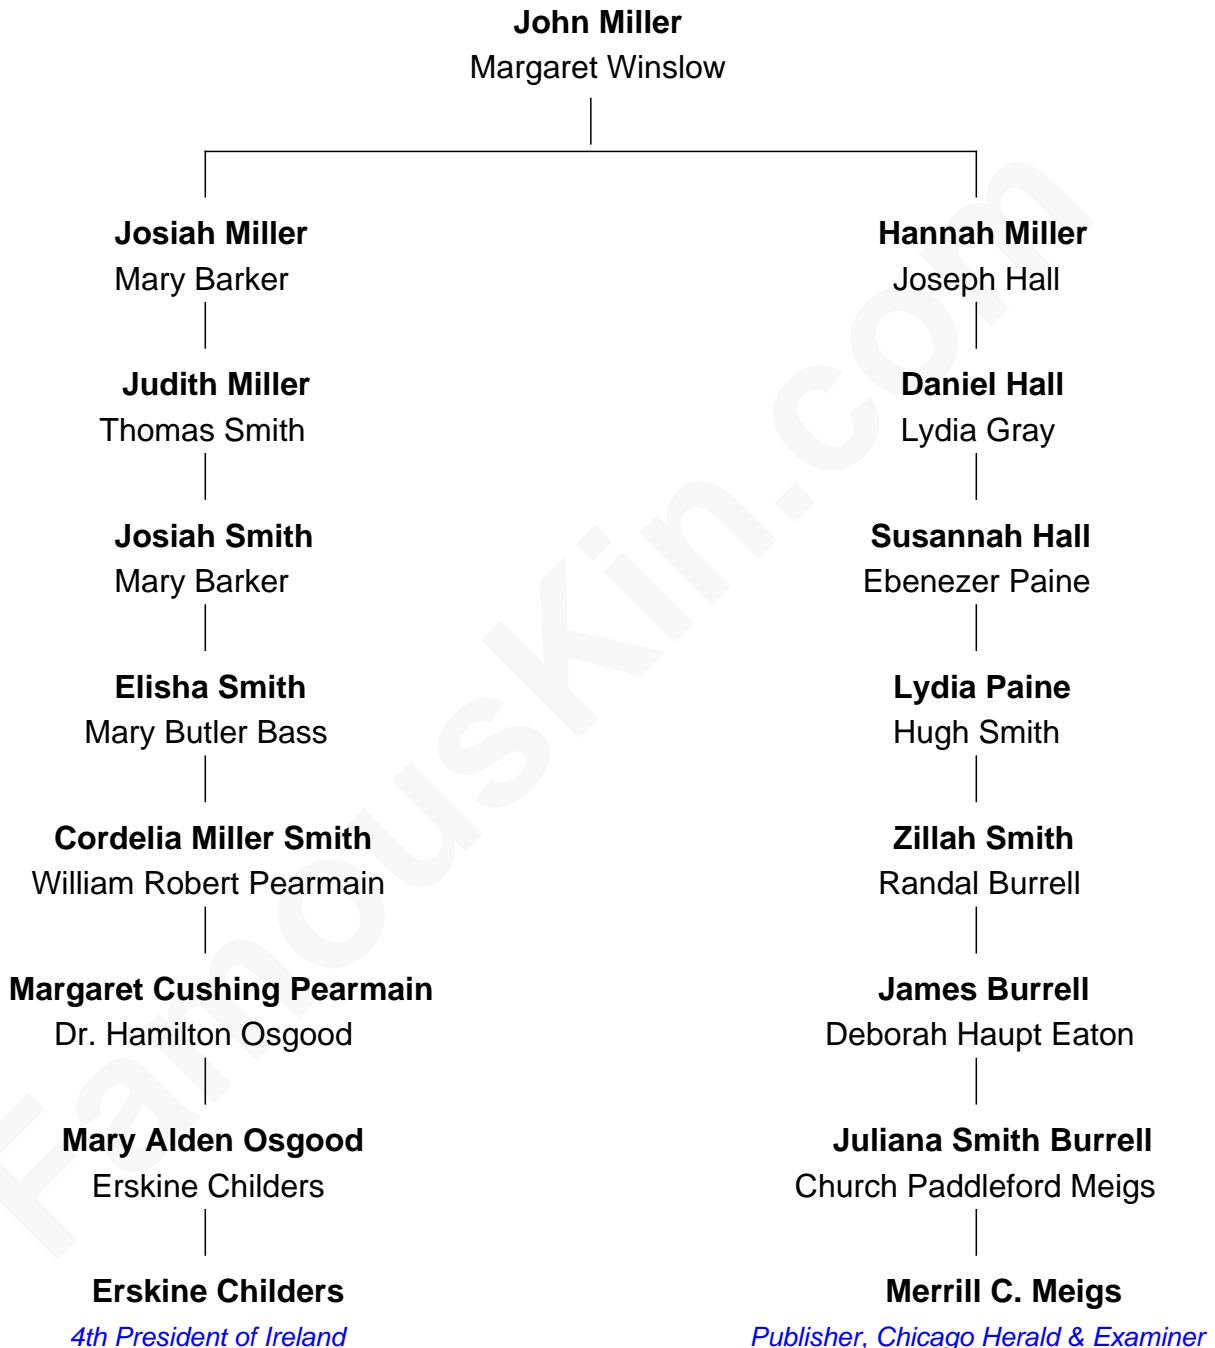 John Miller
Margaret Winslow
Josiah Miller
Mary Barker
Hannah Miller
Joseph Hall
Judith Miller
Thomas Smith
Daniel Hall
Lydia Gray
Josiah Smith
Mary Barker
Susannah Hall
Ebenezer Paine
Elisha Smith
Mary Butler Bass
Lydia Paine
Hugh Smith
Cordelia Miller Smith
William Robert Pearmain
Zillah Smith
Randal Burrell
Margaret Cushing Pearmain
Dr. Hamilton Osgood
James Burrell
Deborah Haupt Eaton
Mary Alden Osgood
Erskine Childers
Juliana Smith Burrell
Church Paddleford Meigs
Erskine Childers
4th President of Ireland
Merrill C. Meigs
Publisher, Chicago Herald & Examiner
FamousKin.com